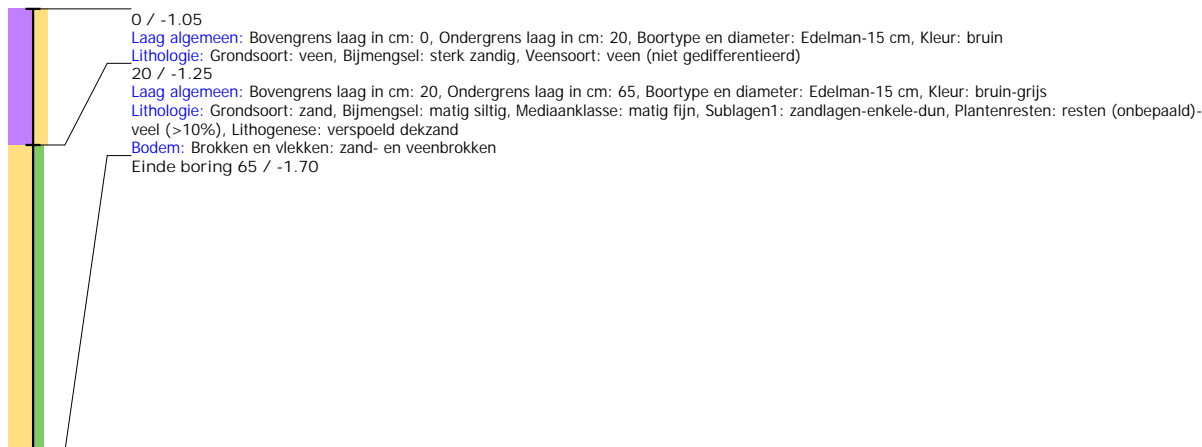 0 / -1.05
Laag algemeen: Bovengrens laag in cm: 0, Ondergrens laag in cm: 20, Boortype en diameter: Edelman-15 cm, Kleur: bruin
Lithologie: Grondsoort: veen, Bijmengsel: sterk zandig, Veensoort: veen (niet gedifferentieerd)
20 / -1.25
Laag algemeen: Bovengrens laag in cm: 20, Ondergrens laag in cm: 65, Boortype en diameter: Edelman-15 cm, Kleur: bruin-grijs
Lithologie: Grondsoort: zand, Bijmengsel: matig siltig, Mediaanklasse: matig fijn, Sublagen1: zandlagen-enkele-dun, Plantenresten: resten (onbepaald)-
veel (>10%), Lithogenese: verspoeld dekzand
Bodem: Brokken en vlekken: zand- en veenbrokken
Einde boring 65 / -1.70